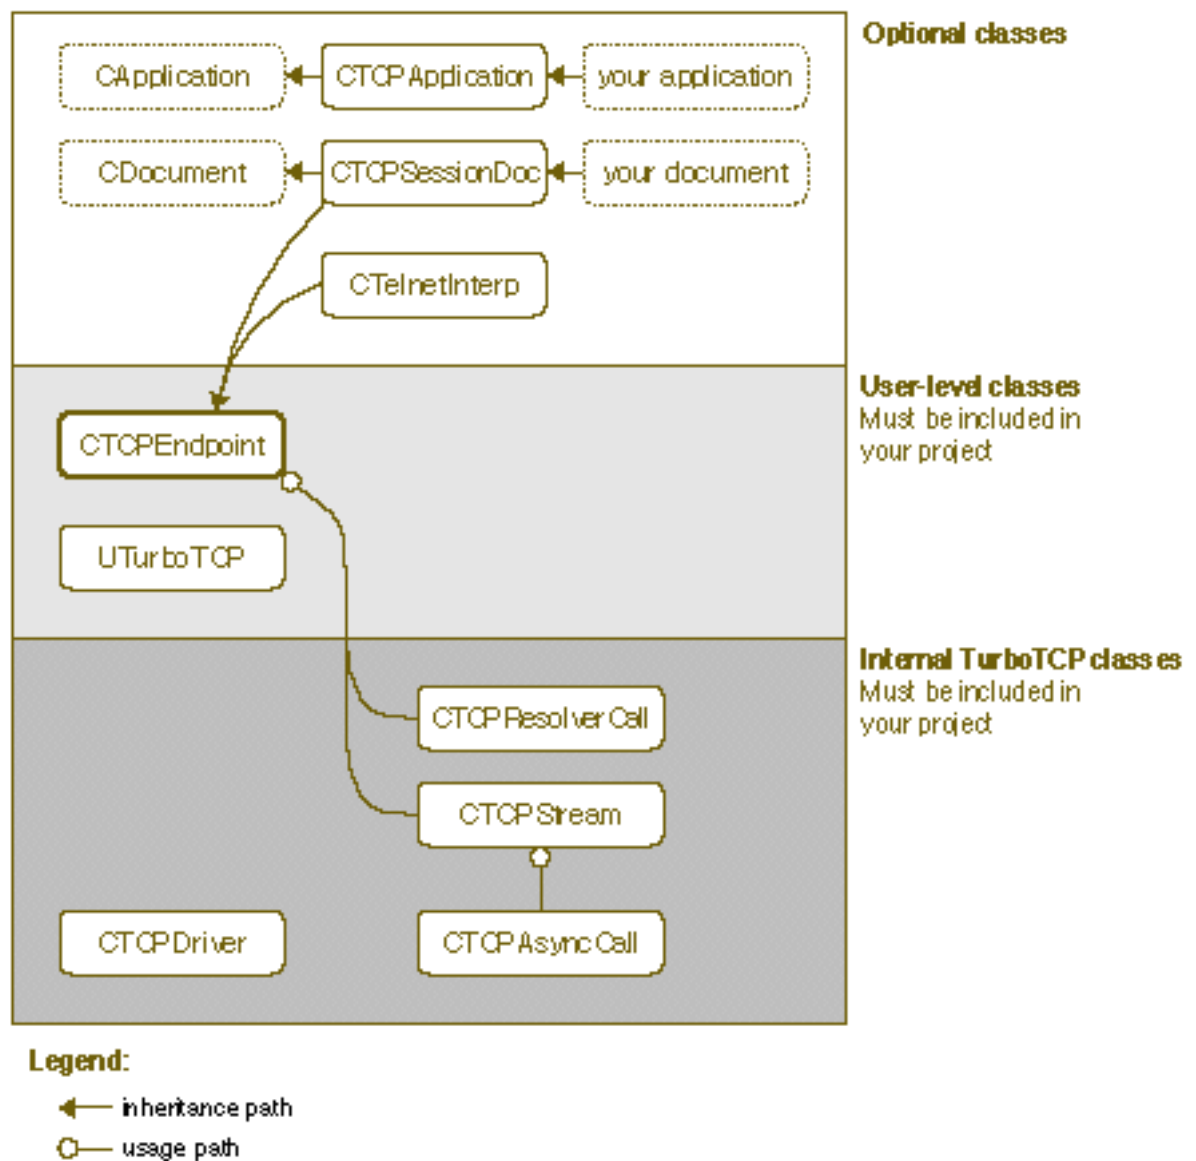 Optional classes
CApplication
CTCPApplication
your application
CDocument
CTCPSessionDoc
your document
CTelnetInterp
User-level classes
Must be included in
your project
CTCPEndpoint
UTurboTCP
Internal TurboTCP classes
Must be included in
your project
CTCPResolverCall
CTCPStream
CTCPDriver
CTCPAsyncCall
Legend:
inheritance path
usage path